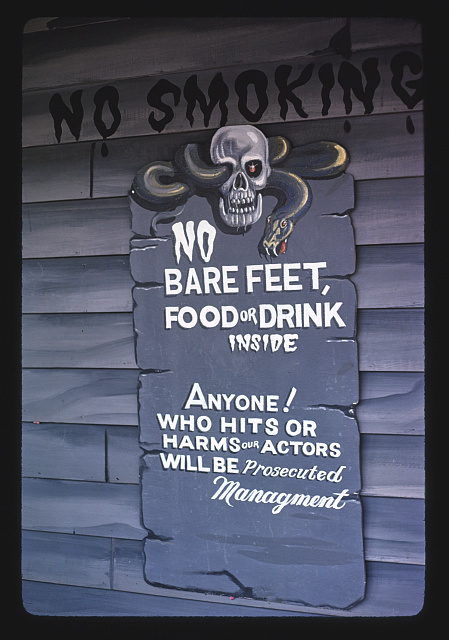 NO SMOKING
NO
BARE FEET,
FOOD OR DRINK
INSIDE
ANYONE!
WHO HITS OR
HARMS OUR ACTORS
WILL BE Prosecuted
Managment